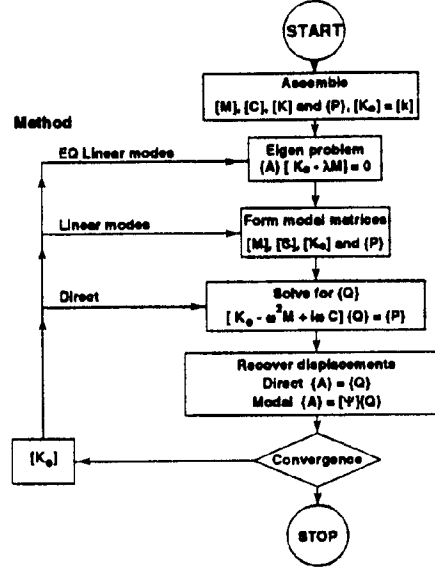 START
Assemble
[M], [C], [K] and {P}, [Ke] = [k]
Method
EQ Linear modes
Eigen problem
{A} [ Ke - λM] = 0
Linear modes
Form modal matrices
[M], [C], [Ke] and {P}
Direct
Solve for {Q}
[ Ke - ω²M + iω C] {Q} = {P}
Recover displacements
Direct {A} = {Q}
Modal {A} = [Ψ]{Q}
[Ke]
Convergence
STOP